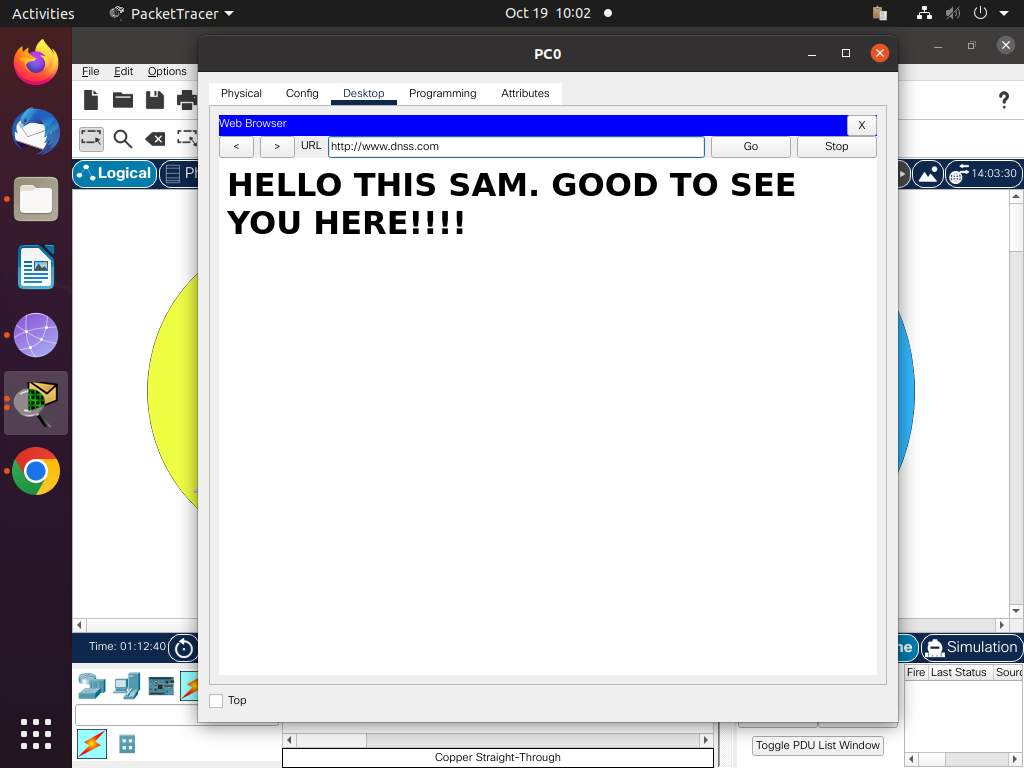 Activities
PacketTracer
Oct 19 10:02
PC0
File Edit Options
Physical Config Desktop Programming Attributes
Web Browser
X
< > URL http://www.dnss.com Go Stop
HELLO THIS SAM. GOOD TO SEE
YOU HERE!!!!
Logical
14:03:30
Time: 01:12:40
Simulation
Fire Last Status
Top
Toggle PDU List Window
Copper Straight-Through